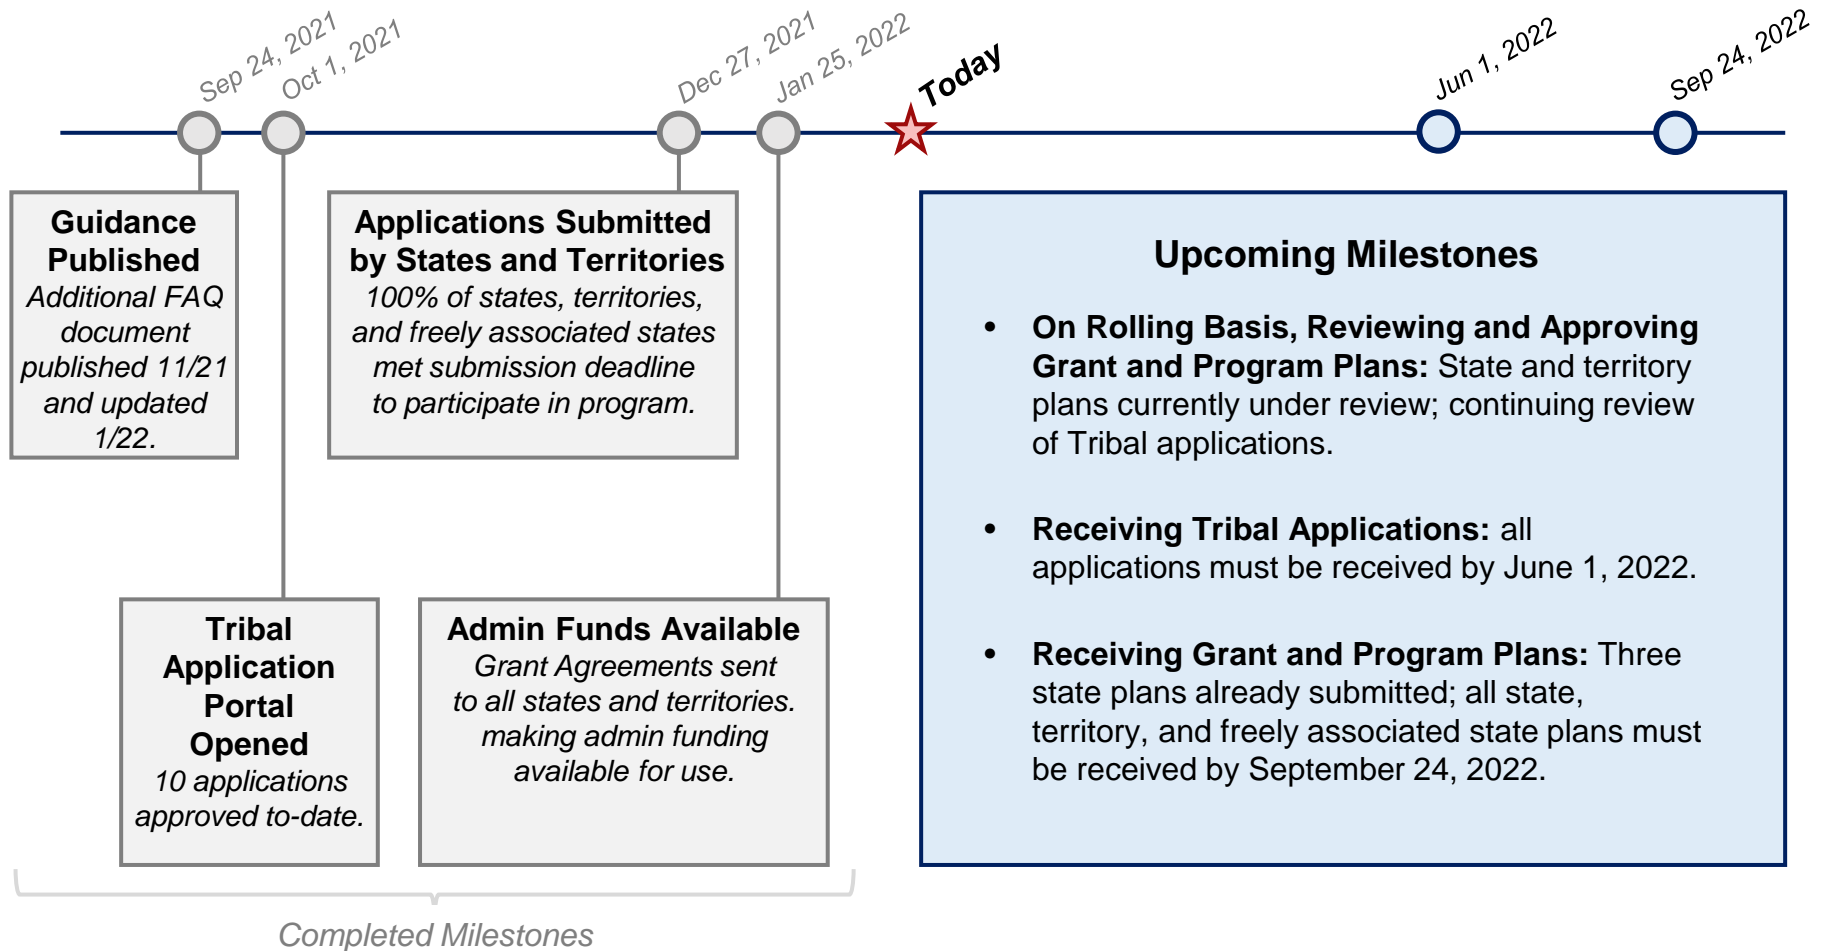 Sep 24, 2021
Oct 1, 2021
Dec 27, 2021
Jan 25, 2022
Today
Jun 1, 2022
Sep 24, 2022
Guidance
Published
Additional FAQ
document
published 11/21
and updated
1/22.
Applications Submitted
by States and Territories
100% of states, territories,
and freely associated states
met submission deadline
to participate in program.
Tribal
Application
Portal
Opened
10 applications
approved to-date.
Admin Funds Available
Grant Agreements sent
to all states and territories.
making admin funding
available for use.
Completed Milestones
Upcoming Milestones
• On Rolling Basis, Reviewing and Approving
Grant and Program Plans: State and territory
plans currently under review; continuing review
of Tribal applications.
• Receiving Tribal Applications: all
applications must be received by June 1, 2022.
• Receiving Grant and Program Plans: Three
state plans already submitted; all state,
territory, and freely associated state plans must
be received by September 24, 2022.